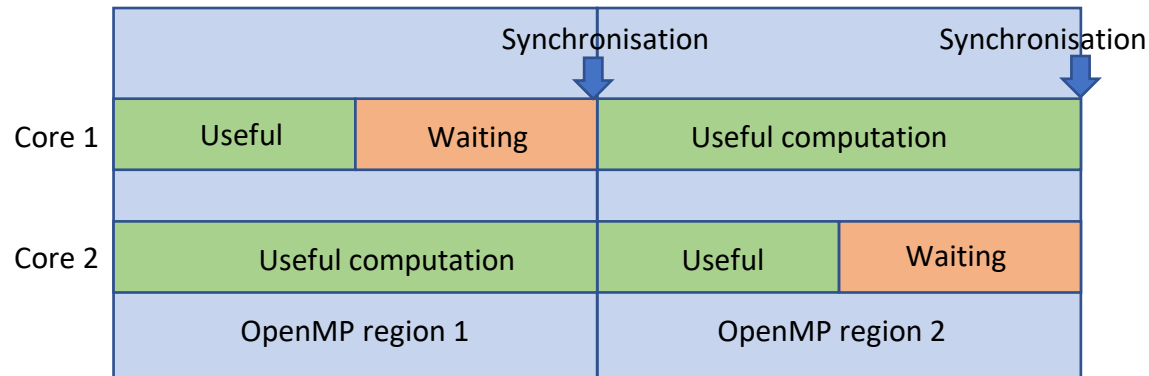 Synchronisation Synchronisation
Core 1 Useful Waiting Useful computation
Core 2 Useful computation Useful Waiting
OpenMP region 1 OpenMP region 2